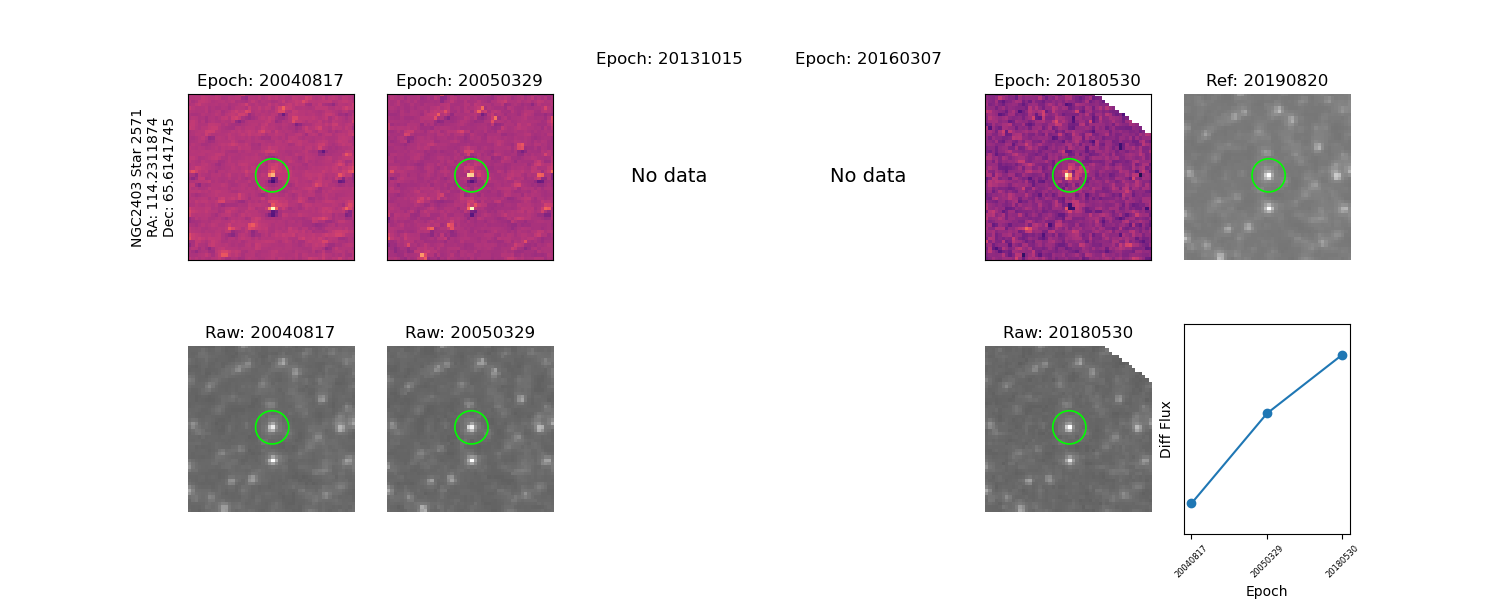 Epoch: 20040817
Epoch: 20050329
Epoch: 20131015
Epoch: 20160307
Epoch: 20180530
Ref: 20190820
NGC2403 Star 2571
RA: 114.2311874
Dec: 65.6141745
No data
No data
Raw: 20040817
Raw: 20050329
Raw: 20180530
Diff Flux
20040817
20050329
20180530
Epoch